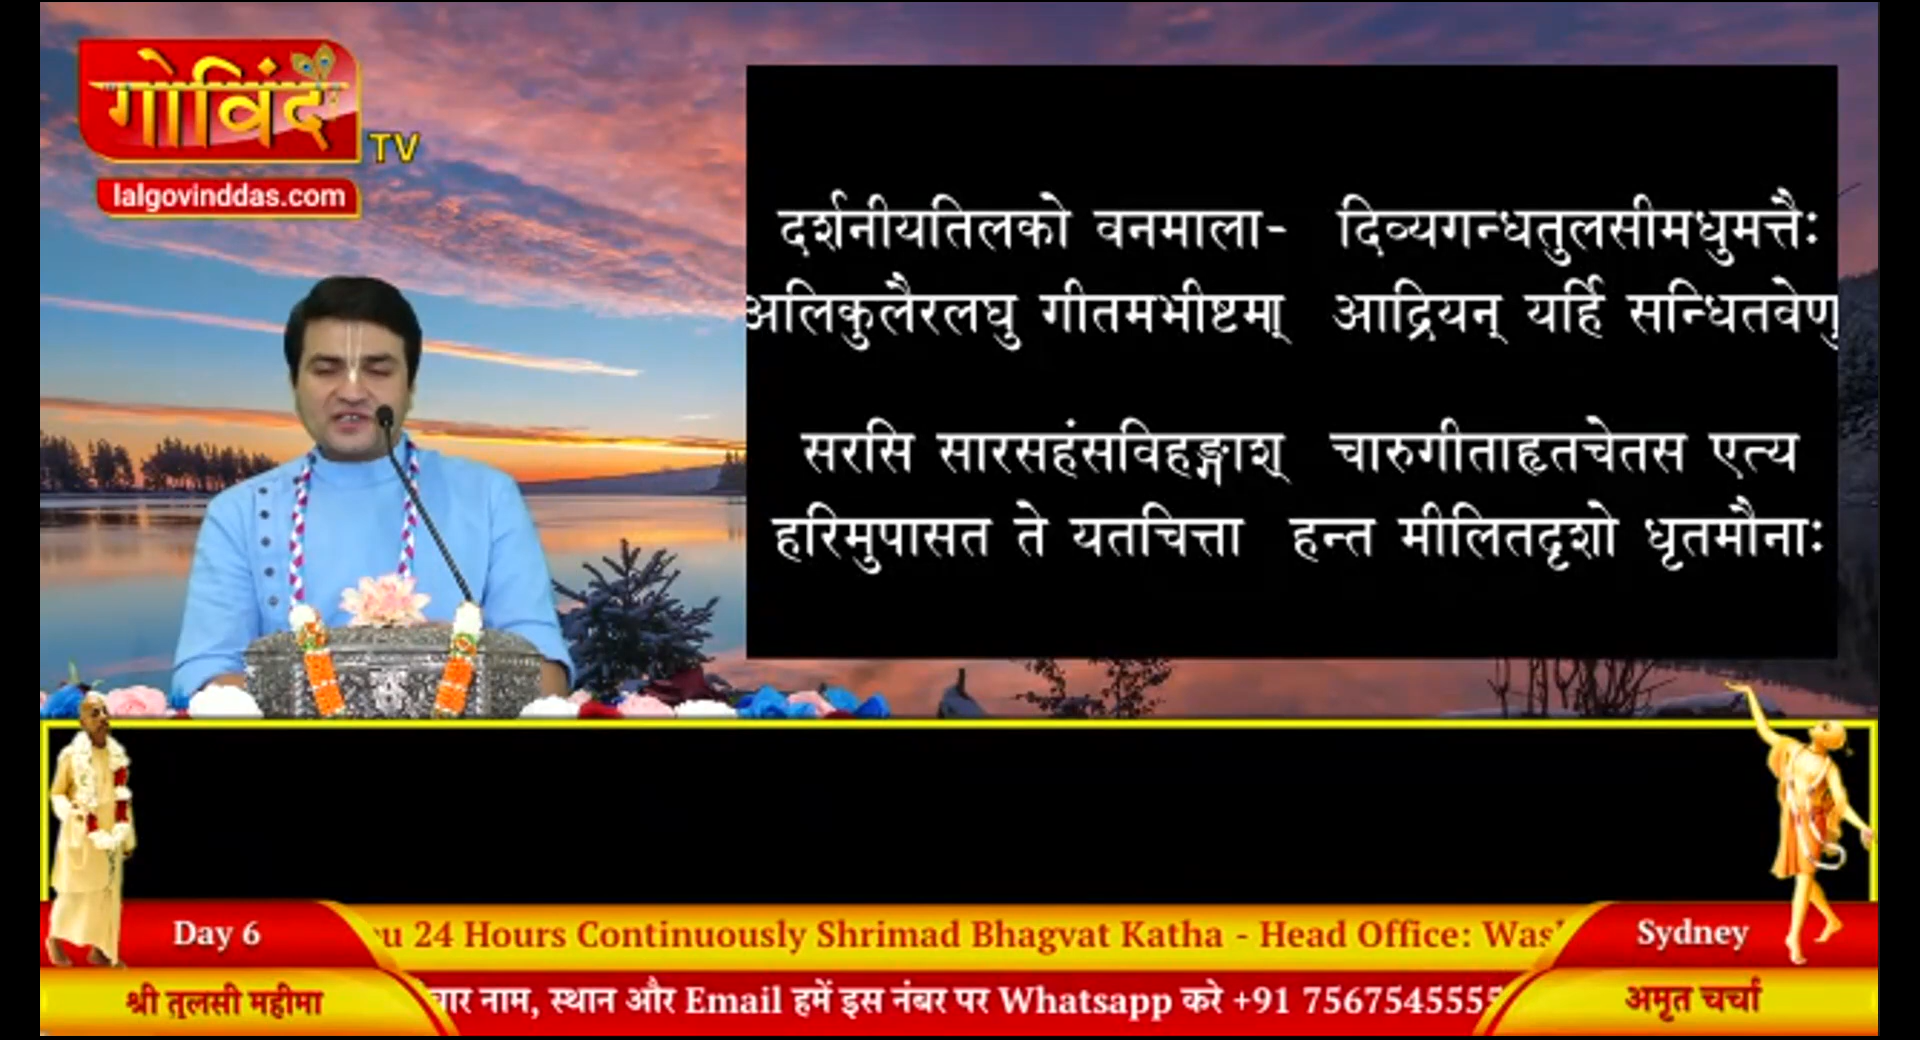 गोविंद
TV
lalgovinddas.com
दर्शनीयतिलको वनमाला- दिव्यगन्धतुलसीमधुमत्तैः
अलिकुलैरलघु गीतमभीष्टम् आद्रियन् यर्हि सन्धितवेणु
सरसि सारसहंसविहङ्गाश् चारुगीताहृतचेतस एत्य
हरिमुपासत ते यतचित्ता हन्त मीलितदृशो धृतमौनाः
Day 6
24 Hours Continuously Shrimad Bhagvat Katha - Head Office:
Sydney
श्री तुलसी महीमा
नाम, स्थान और Email हमें इस नंबर पर Whatsapp करे +91 7567545555
अमृत चर्चा